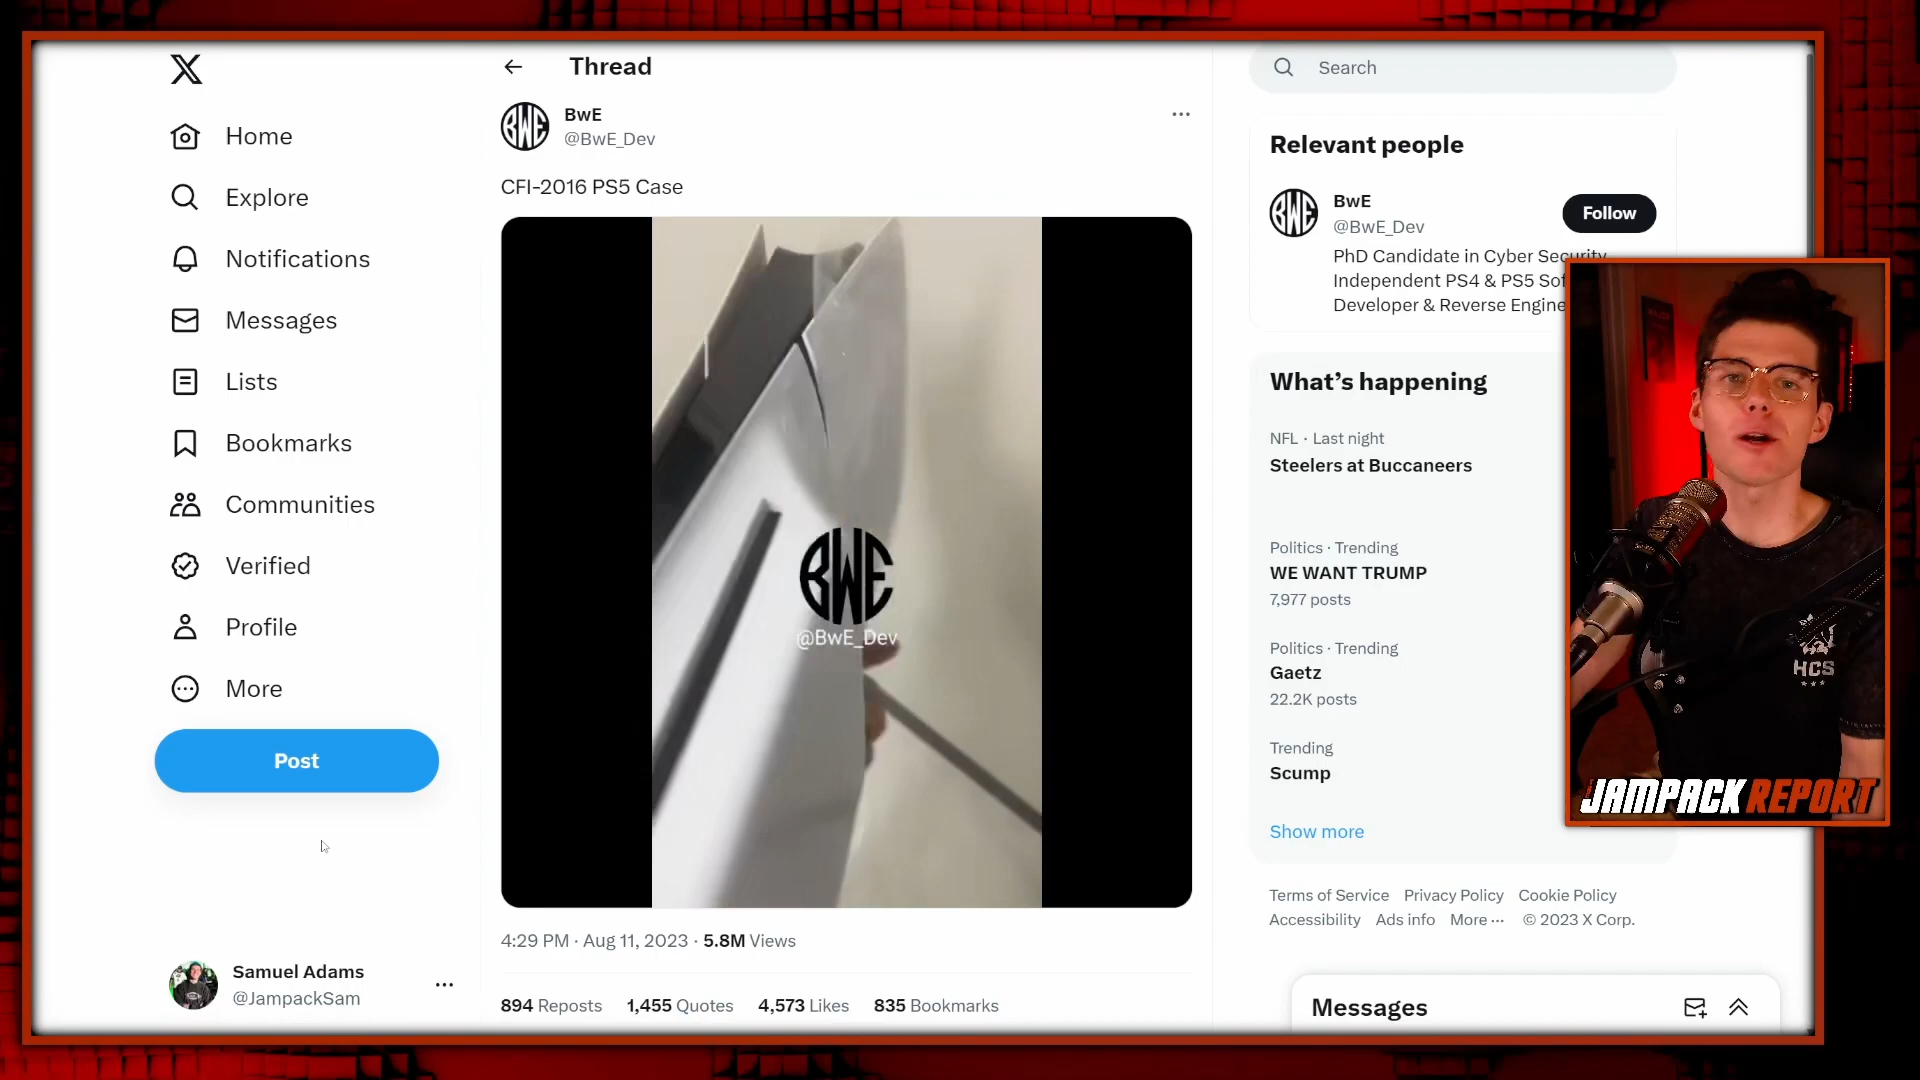 Home
Explore
Notifications
Messages
Lists
Bookmarks
Communities
Verified
Profile
More
Post
Samuel Adams
@JampackSam
Thread
BwE
@BwE_Dev
CFI-2016 PS5 Case
BWE
@BwE_Dev
4:29 PM · Aug 11, 2023 · 5.8M Views
894 Reposts 1,455 Quotes 4,573 Likes 835 Bookmarks
Search
Relevant people
BwE
@BwE_Dev
Follow
PhD Candidate in Cyber Security
Independent PS4 & PS5 Sof
Developer & Reverse Engine
What's happening
NFL · Last night
Steelers at Buccaneers
Politics · Trending
WE WANT TRUMP
7,977 posts
Politics · Trending
Gaetz
22.2K posts
Trending
Scump
Show more
Terms of Service Privacy Policy Cookie Policy
Accessibility Ads info More ··· © 2023 X Corp.
Messages
HCS
JAMPACK REPORT